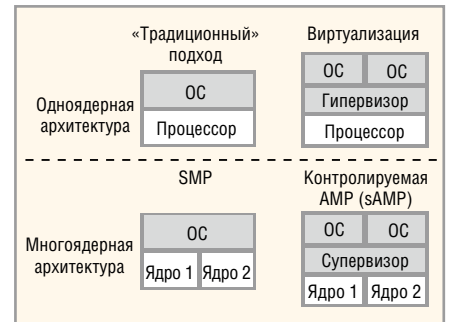 «Традиционный»
подход
Виртуализация
Одноядерная
архитектура
ОС
Процессор
ОС ОС
Гипервизор
Процессор
SMP
Контролируемая
AMP (sAMP)
Многоядерная
архитектура
ОС
Ядро 1 Ядро 2
ОС ОС
Супервизор
Ядро 1 Ядро 2